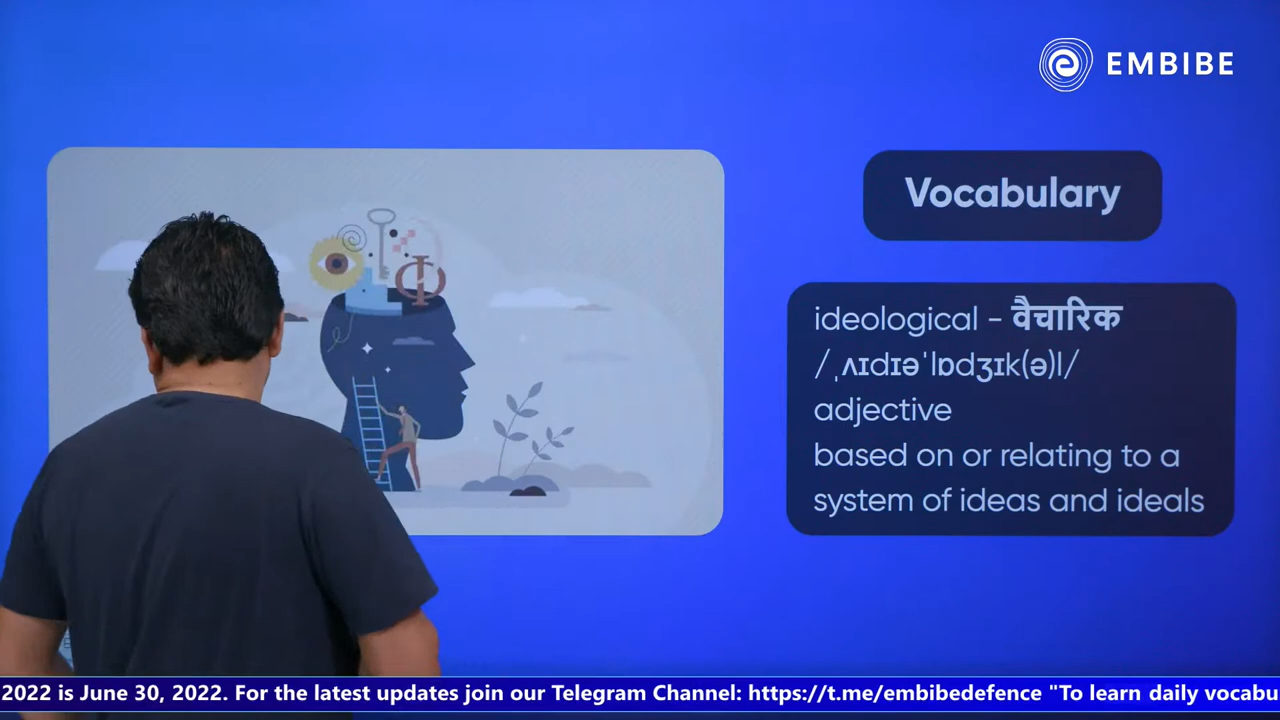 EMBIBE
Vocabulary
ideological - वैचारिक
/ˌʌɪdɪəˈlɒdʒɪk(ə)l/
adjective
based on or relating to a
system of ideas and ideals
2022 is June 30, 2022. For the latest updates join our Telegram Channel: https://t.me/embibedefence "To learn daily vocabu